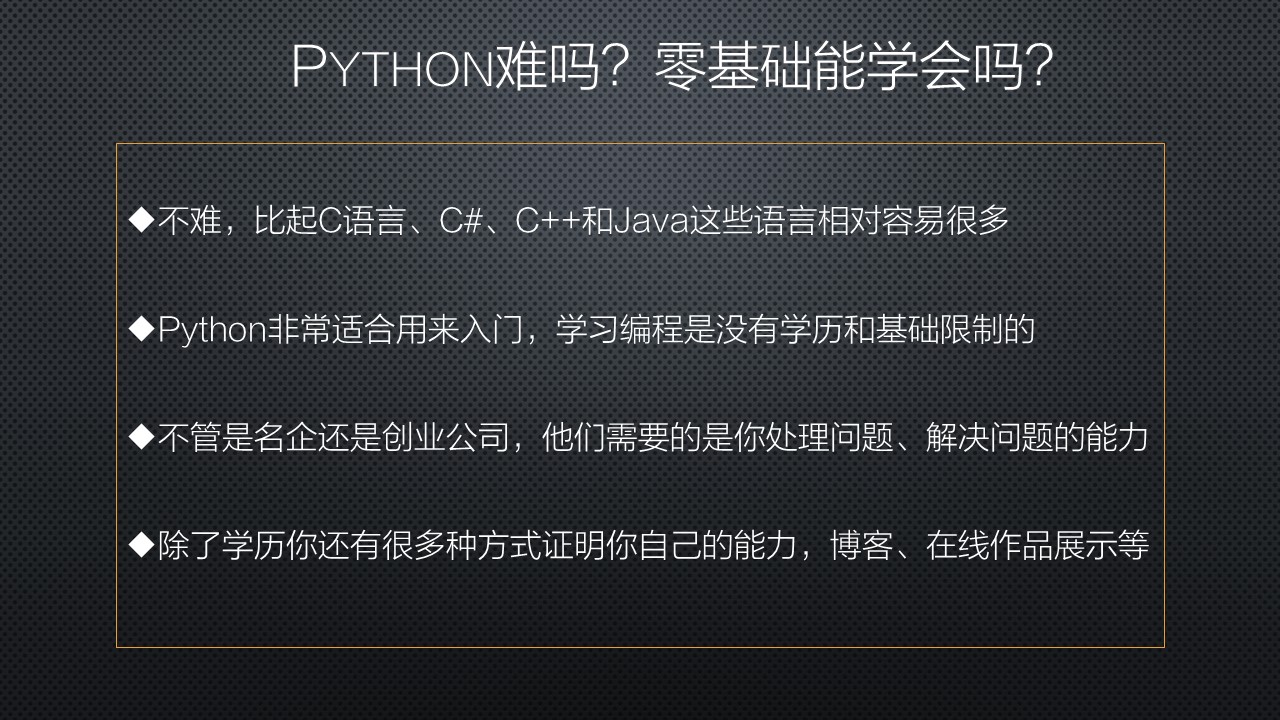 PYTHON难吗？零基础能学会吗？
◆不难，比起C语言、C#、C++和Java这些语言相对容易很多
◆Python非常适合用来入门，学习编程是没有学历和基础限制的
◆不管是名企还是创业公司，他们需要的是你处理问题、解决问题的能力
◆除了学历你还有很多种方式证明你自己的能力，博客、在线作品展示等